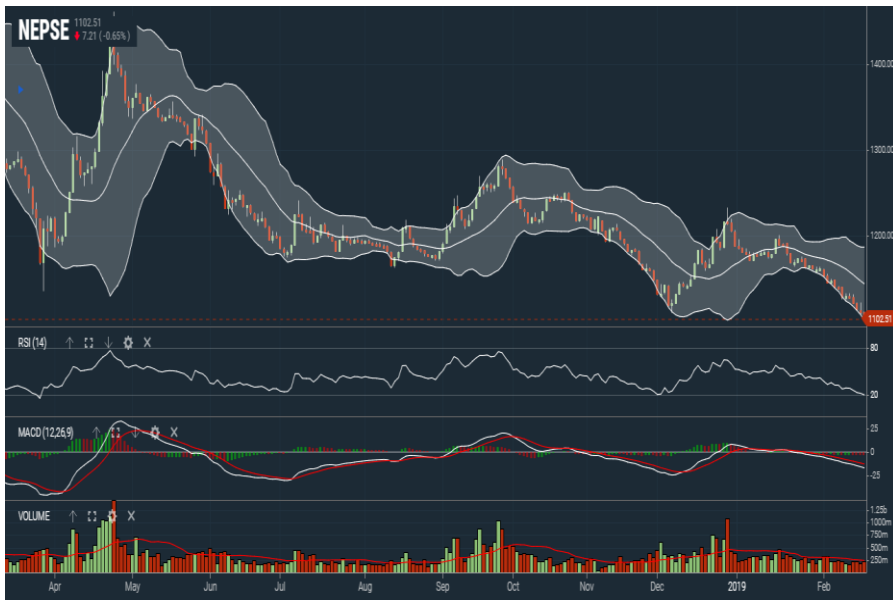 NEPSE
1102.51
7.21 (-0.65%)
1400.00
1300.00
1200.00
1102.51
RSI (14)
80
20
MACD (12,26,9)
25
0
-25
VOLUME
1.25b
1000m
750m
500m
250m
Apr May Jun Jul Aug Sep Oct Nov Dec 2019 Feb